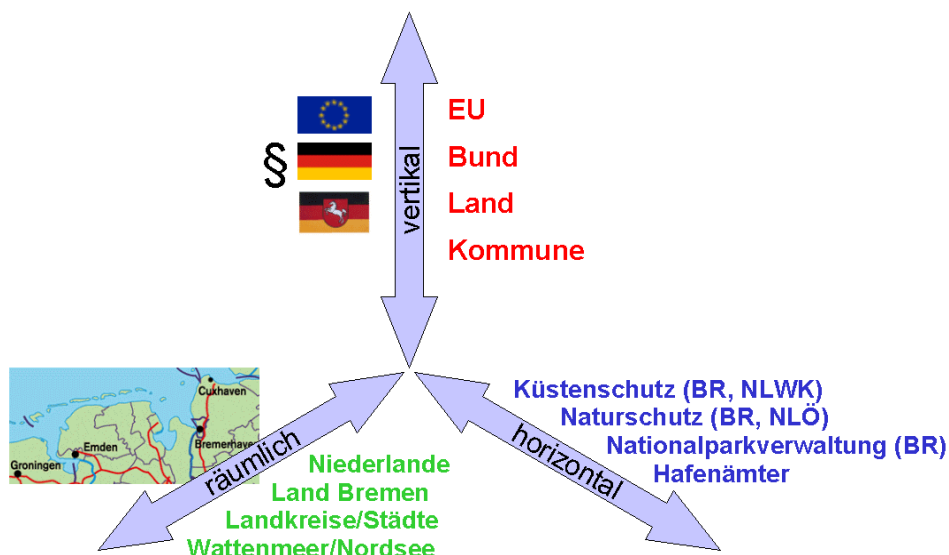 EU
§
Bund
Land
Kommune
vertikal
Cukhaven
Bremerhaven
Emden
Groningen
räumlich
Niederlande
Land Bremen
Landkreise/Städte
Wattenmeer/Nordsee
horizontal
Küstenschutz (BR, NLWK)
Naturschutz (BR, NLÖ)
Nationalparkverwaltung (BR)
Hafenämter